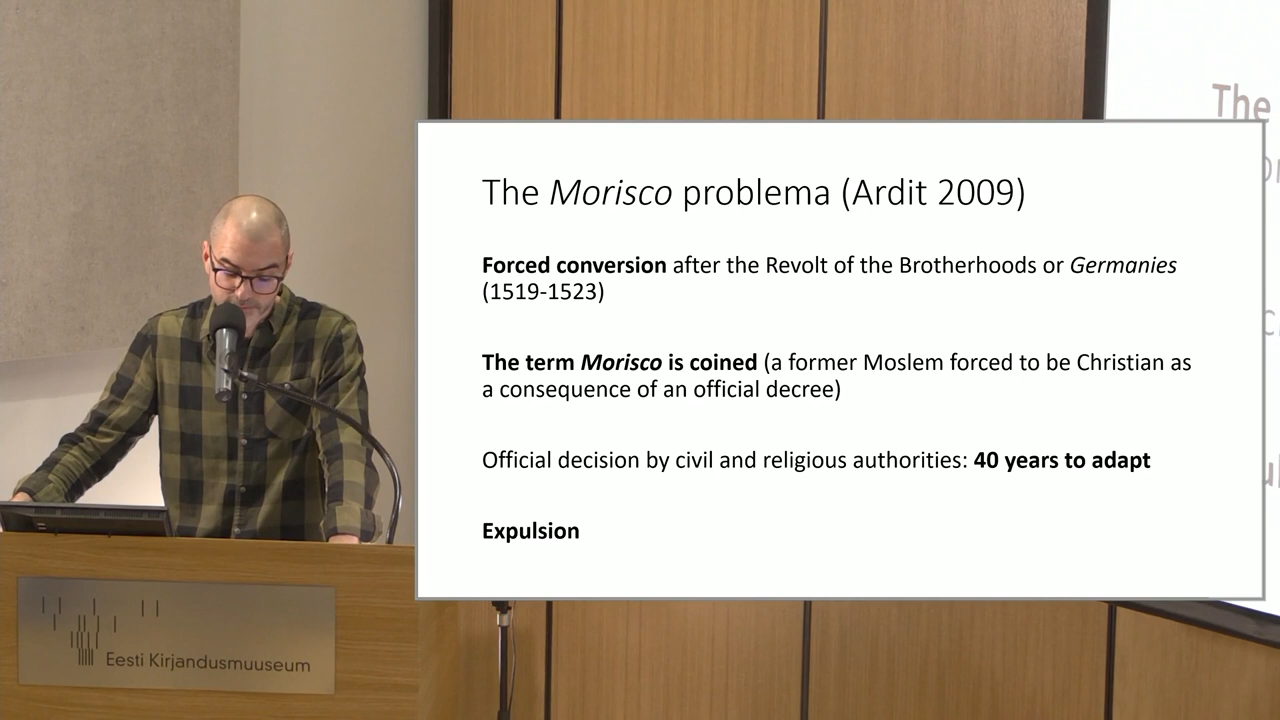 The Morisco problema (Ardit 2009)
Forced conversion after the Revolt of the Brotherhoods or Germanies
(1519-1523)
The term Morisco is coined (a former Moslem forced to be Christian as
a consequence of an official decree)
Official decision by civil and religious authorities: 40 years to adapt
Expulsion
The
Eesti Kirjandusmuuseum